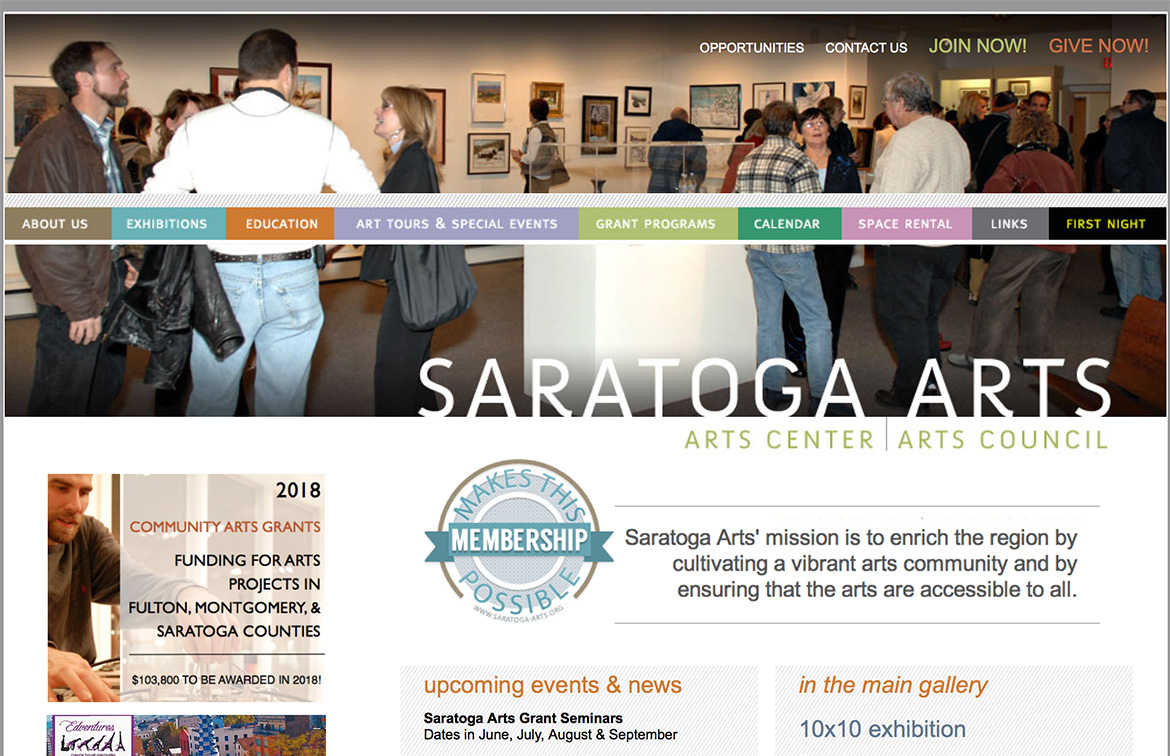 OPPORTUNITIES CONTACT US JOIN NOW! GIVE NOW!
ABOUT US EXHIBITIONS EDUCATION ART TOURS & SPECIAL EVENTS GRANT PROGRAMS CALENDAR SPACE RENTAL LINKS FIRST NIGHT
SARATOGA ARTS
ARTS CENTER ARTS COUNCIL
2018
COMMUNITY ARTS GRANTS
FUNDING FOR ARTS
PROJECTS IN
FULTON, MONTGOMERY, &
SARATOGA COUNTIES
$103,800 TO BE AWARDED IN 2018!
Edventures
MAKES THIS
MEMBERSHIP
POSSIBLE
WWW.SARATOGA-ARTS.ORG
Saratoga Arts' mission is to enrich the region by
cultivating a vibrant arts community and by
ensuring that the arts are accessible to all.
upcoming events & news
Saratoga Arts Grant Seminars
Dates in June, July, August & September
in the main gallery
10x10 exhibition